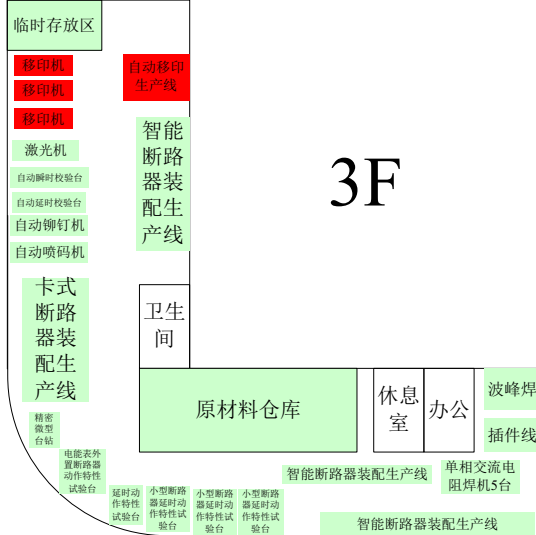 临时存放区
移印机
移印机
移印机
自动移印
生产线
激光机
自动瞬时校验台
自动延时校验台
自动铆钉机
自动喷码机
智能
断路
器装
配生
产线
3F
卡式
断路
器装
配生
产线
卫生
间
原材料仓库
休息
室
办公
波峰焊
插件线
精密
微型
台钻
电能表外
置断路器
动作特性
试验台
延时动
作特性
试验台
小型断路
器延时动
作特性试
验台
小型断路
器延时动
作特性试
验台
小型断路
器延时动
作特性试
验台
智能断路器装配生产线
单相交流电
阻焊机5台
智能断路器装配生产线